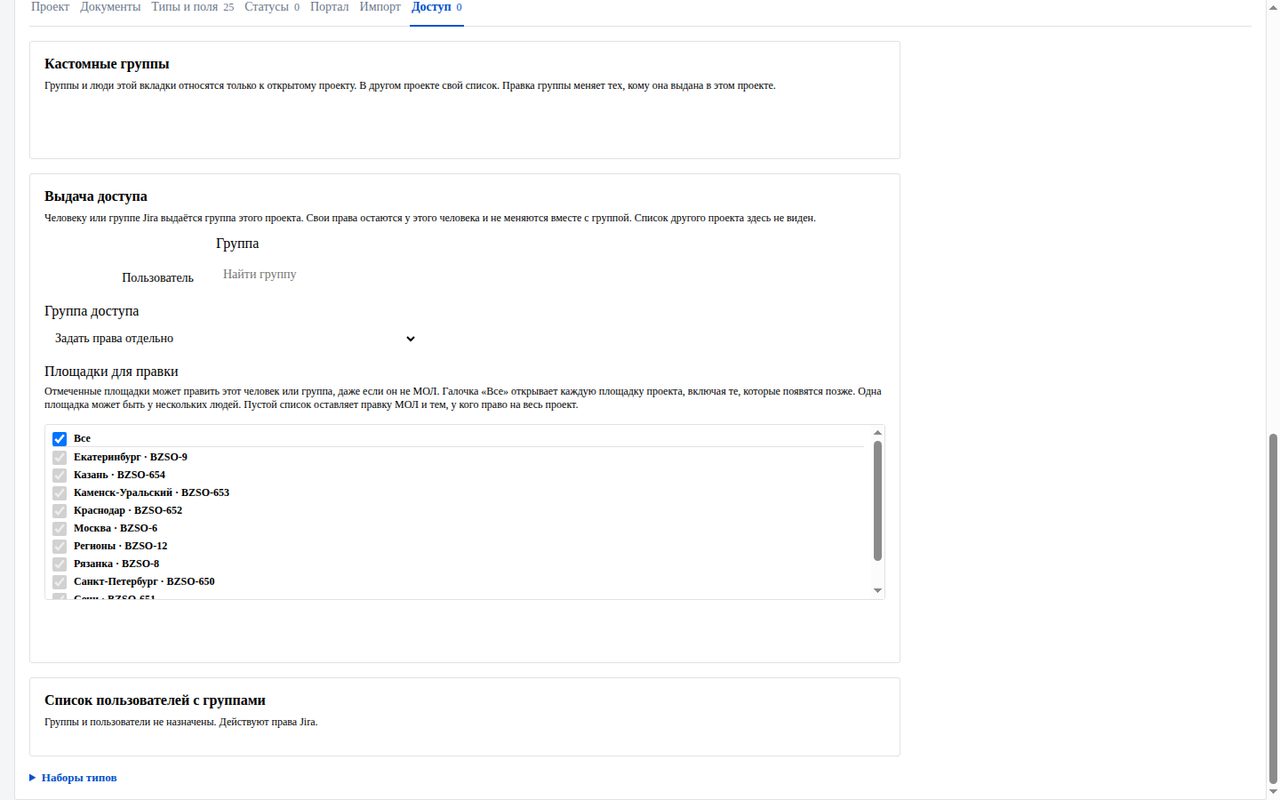 Проект Документы Типы и поля 25 Статусы 0 Портал Импорт Доступ 0
Кастомные группы
Группы и люди этой вкладки относятся только к открытому проекту. В другом проекте свой список. Правка группы меняет тех, кому она выдана в этом проекте.
Выдача доступа
Человеку или группе Jira выдаётся группа этого проекта. Свои права остаются у этого человека и не меняются вместе с группой. Список другого проекта здесь не виден.
Группа
Пользователь
Найти группу
Группа доступа
Задать права отдельно
Площадки для правки
Отмеченные площадки может править этот человек или группа, даже если он не МОЛ. Галочка «Все» открывает каждую площадку проекта, включая те, которые появятся позже. Одна
площадка может быть у нескольких людей. Пустой список оставляет правку МОЛ и тем, у кого право на весь проект.
Все
Екатеринбург · BZSO-9
Казань · BZSO-654
Каменск-Уральский · BZSO-653
Краснодар · BZSO-652
Москва · BZSO-6
Регионы · BZSO-12
Рязанка · BZSO-8
Санкт-Петербург · BZSO-650
Сочи · BZSO-651
Список пользователей с группами
Группы и пользователи не назначены. Действуют права Jira.
Наборы типов